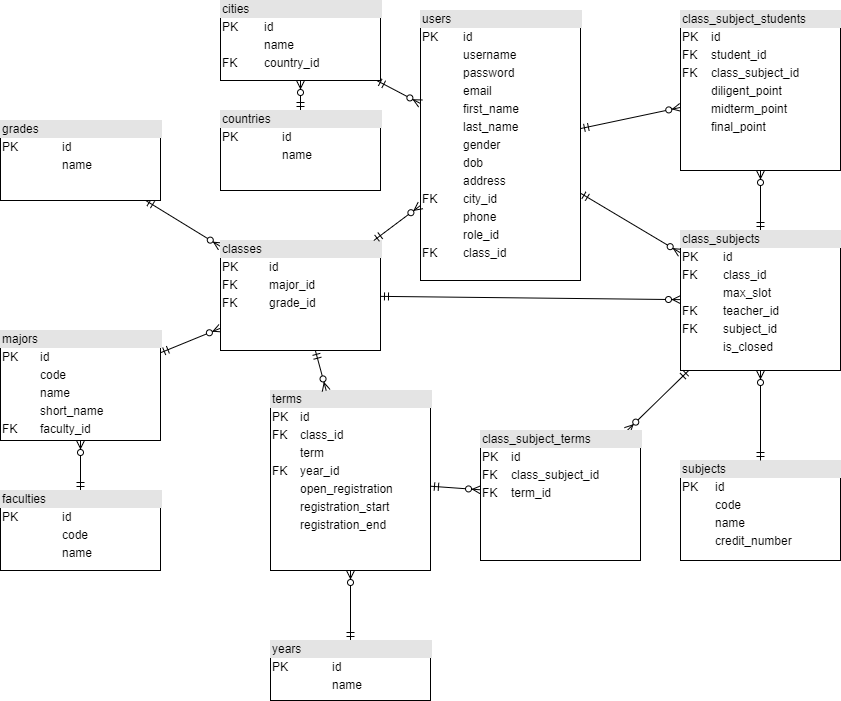 cities
PK id
name
FK country_id
users
PK id
username
password
email
first_name
last_name
gender
dob
address
FK city_id
phone
role_id
FK class_id
class_subject_students
PK id
FK student_id
FK class_subject_id
diligent_point
midterm_point
final_point
countries
PK id
name
grades
PK id
name
classes
PK id
FK major_id
FK grade_id
class_subjects
PK id
FK class_id
max_slot
FK teacher_id
FK subject_id
is_closed
majors
PK id
code
name
short_name
FK faculty_id
terms
PK id
FK class_id
term
FK year_id
open_registration
registration_start
registration_end
class_subject_terms
PK id
FK class_subject_id
FK term_id
subjects
PK id
code
name
credit_number
faculties
PK id
code
name
years
PK id
name